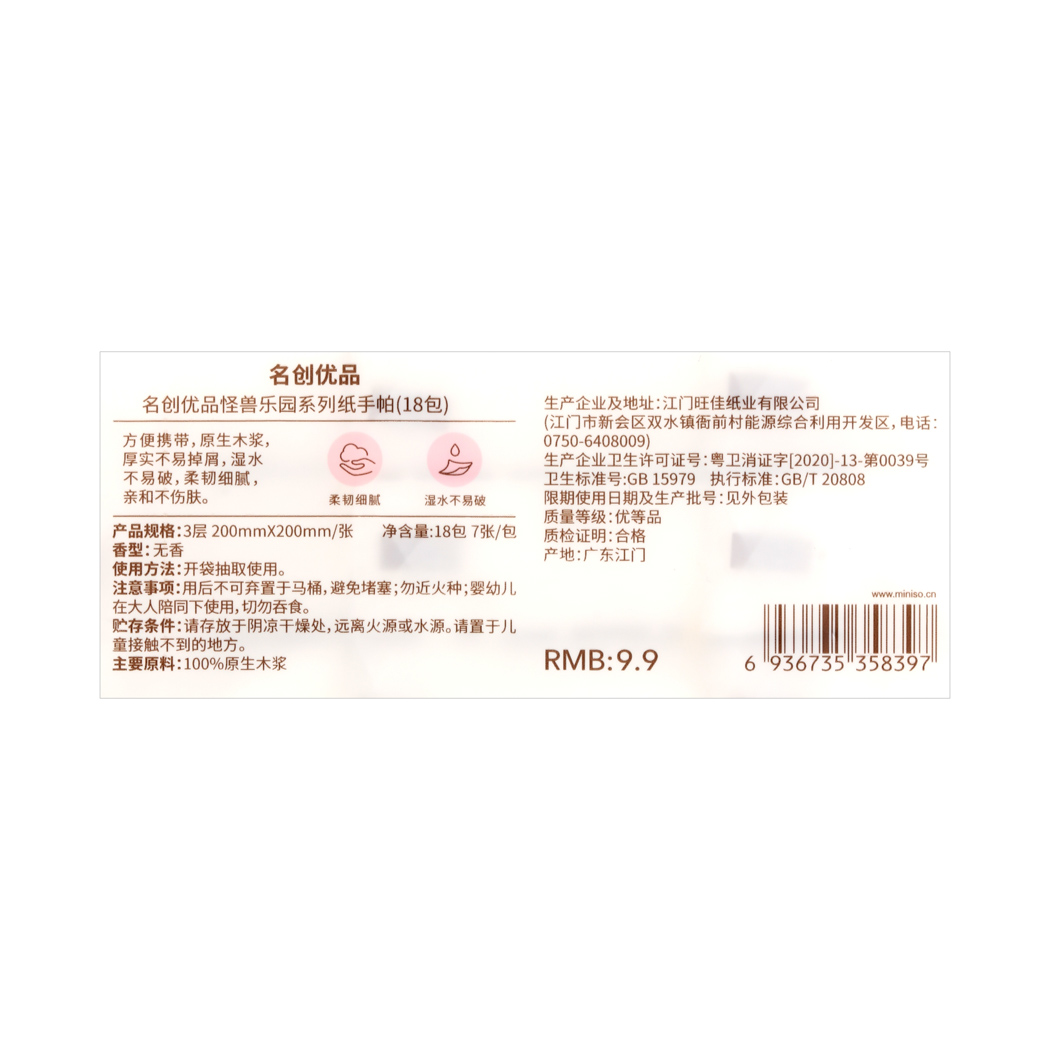 名创优品
名创优品怪兽乐园系列纸手帕(18包)
方便携带,原生木浆,
厚实不易掉屑,湿水
不易破,柔韧细腻,
亲和不伤肤。
柔韧细腻
湿水不易破
产品规格:3层 200mmX200mm/张 净含量:18包 7张/包
香型:无香
使用方法:开袋抽取使用。
注意事项:用后不可弃置于马桶,避免堵塞;勿近火种;婴幼儿
在大人陪同下使用,切勿吞食。
贮存条件:请存放于阴凉干燥处,远离火源或水源。请置于儿
童接触不到的地方。
主要原料:100%原生木浆
生产企业及地址:江门旺佳纸业有限公司
(江门市新会区双水镇衙前村能源综合利用开发区,电话:
0750-6408009)
生产企业卫生许可证号:粤卫消证字[2020]-13-第0039号
卫生标准号:GB 15979 执行标准:GB/T 20808
限期使用日期及生产批号:见外包装
质量等级:优等品
质检证明:合格
产地:广东江门
www.miniso.cn
RMB:9.9
6 936735 358397